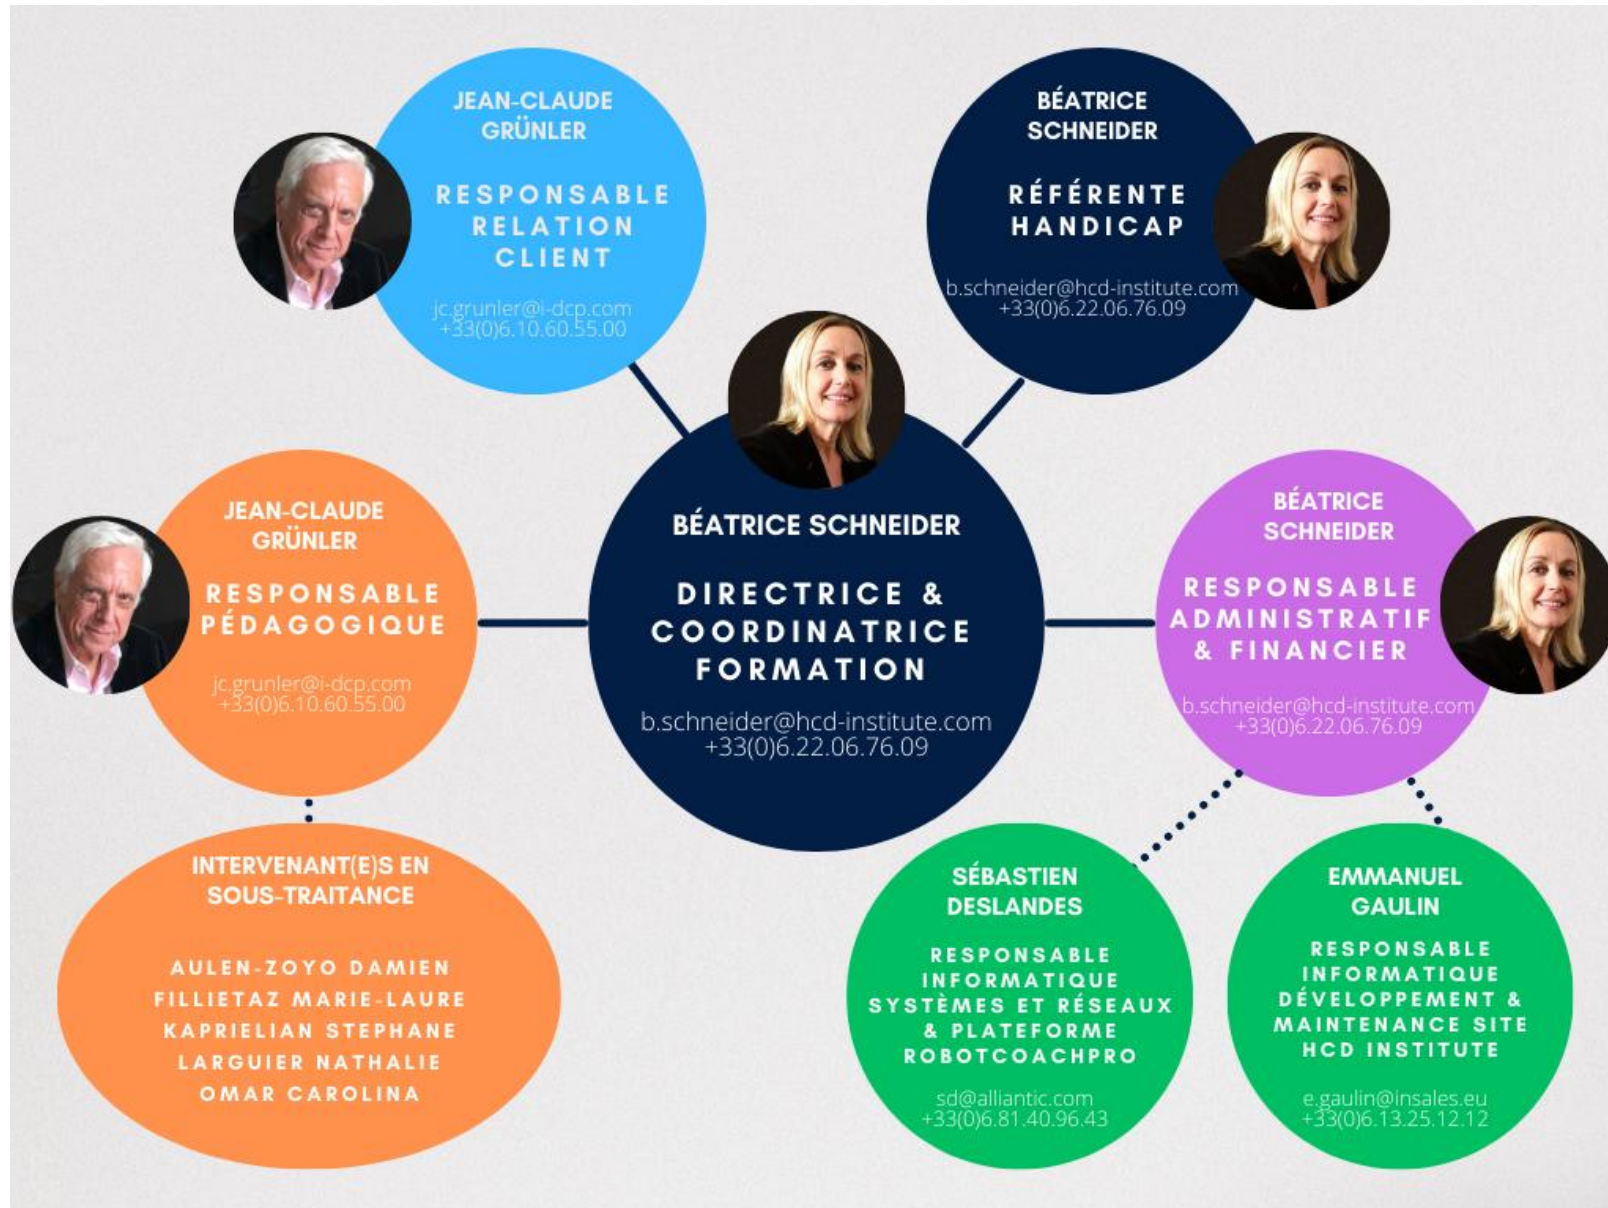 JEAN-CLAUDE
GRÜNLER
RESPONSABLE
RELATION
CLIENT
jc.grunler@i-dcp.com
+33(0)6.10.60.55.00
BÉATRICE
SCHNEIDER
RÉFÉRENTE
HANDICAP
b.schneider@hcd-institute.com
+33(0)6.22.06.76.09
JEAN-CLAUDE
GRÜNLER
RESPONSABLE
PÉDAGOGIQUE
jc.grunler@i-dcp.com
+33(0)6.10.60.55.00
BÉATRICE SCHNEIDER
DIRECTRICE &
COORDINATRICE
FORMATION
b.schneider@hcd-institute.com
+33(0)6.22.06.76.09
BÉATRICE
SCHNEIDER
RESPONSABLE
ADMINISTRATIF
& FINANCIER
b.schneider@hcd-institute.com
+33(0)6.22.06.76.09
INTERVENANT(E)S EN
SOUS-TRAITANCE
AULEN-ZOYO DAMIEN
FILLIETAZ MARIE-LAURE
KAPRIELIAN STEPHANE
LARGUIER NATHALIE
OMAR CAROLINA
SÉBASTIEN
DESLANDES
RESPONSABLE
INFORMATIQUE
SYSTÈMES ET RÉSEAUX
& PLATEFORME
ROBOTCOACHPRO
sd@alliantic.com
+33(0)6.81.40.96.43
EMMANUEL
GAULIN
RESPONSABLE
INFORMATIQUE
DÉVELOPPEMENT &
MAINTENANCE SITE
HCD INSTITUTE
e.gaulin@insales.eu
+33(0)6.13.25.12.12